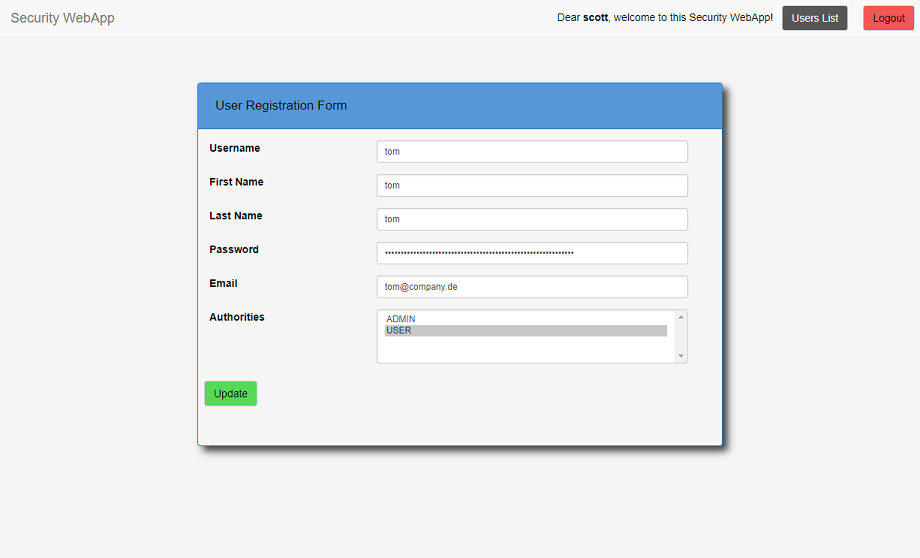 Security WebApp
Dear scott, welcome to this Security WebApp! Users List Logout
User Registration Form
Username tom
First Name tom
Last Name tom
Password
Email tom@company.de
Authorities ADMIN
USER
Update